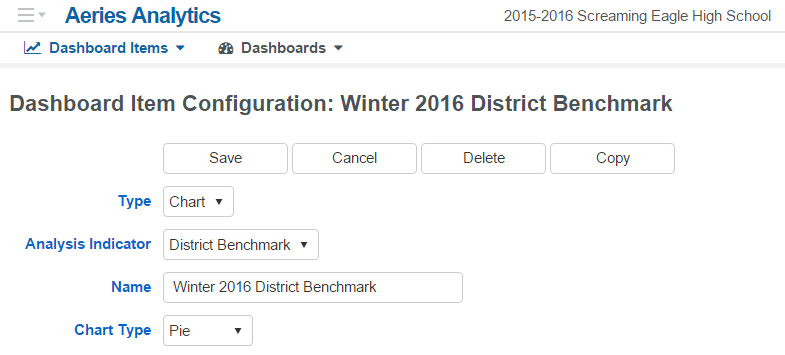 Aeries Analytics 2015-2016 Screaming Eagle High School
Dashboard Items Dashboards
Dashboard Item Configuration: Winter 2016 District Benchmark
Save Cancel Delete Copy
Type Chart
Analysis Indicator District Benchmark
Name Winter 2016 District Benchmark
Chart Type Pie